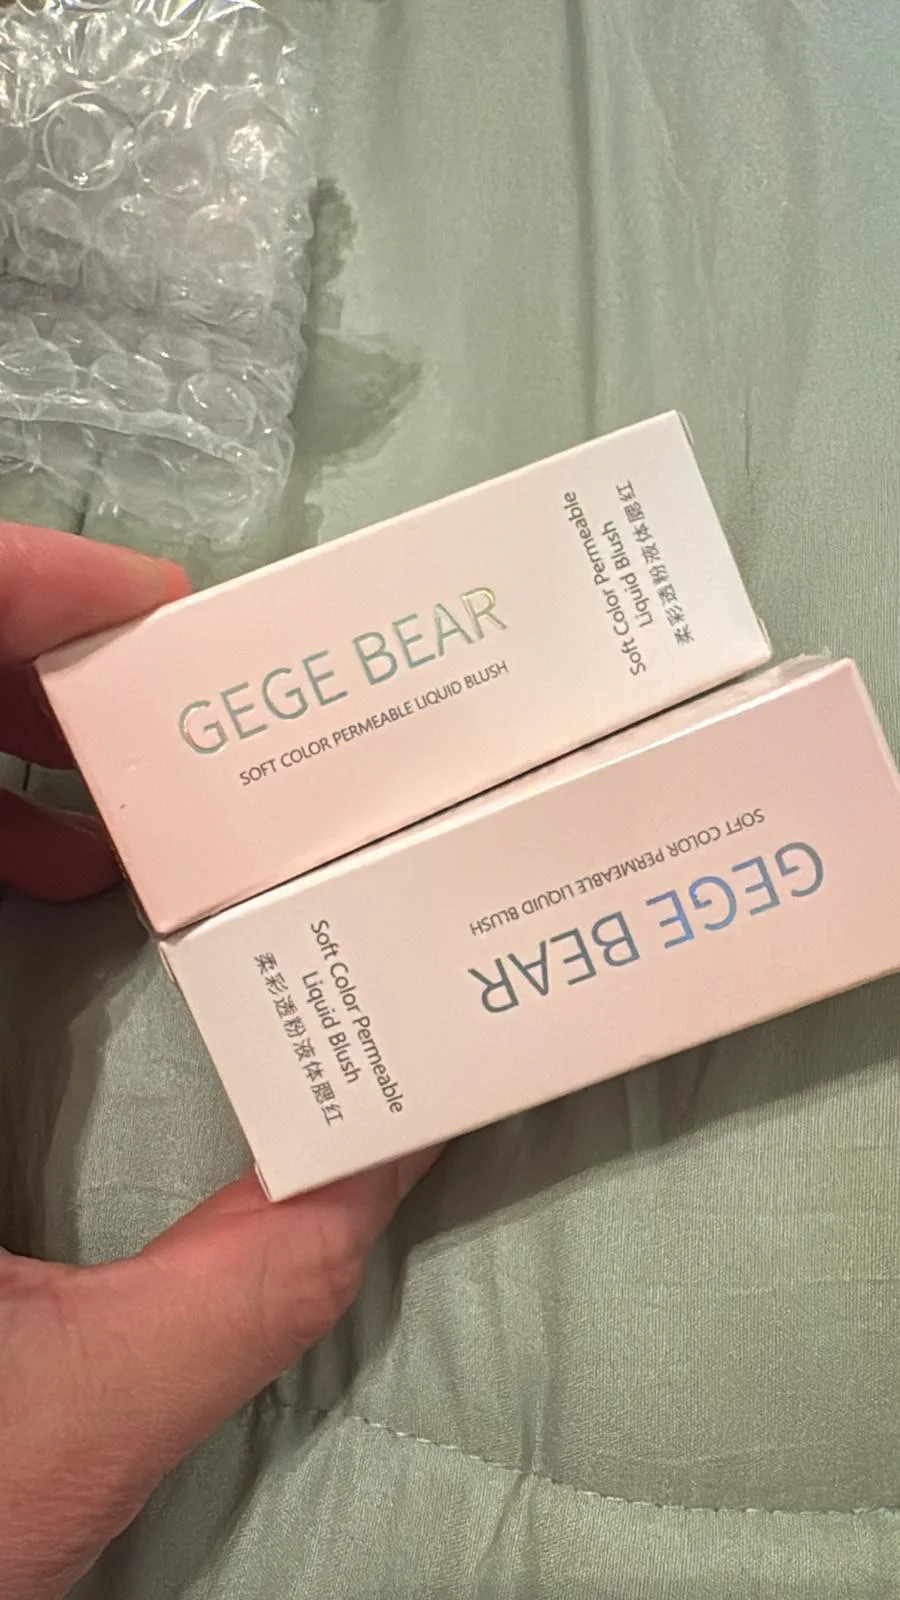 GEGE BEAR
SOFT COLOR PERMEABLE LIQUID BLUSH
Soft Color Permeable
Liquid Blush
柔彩透粉液体腮红
GEGE BEAR
SOFT COLOR PERMEABLE LIQUID BLUSH
Soft Color Permeable
Liquid Blush
柔彩透粉液体腮红